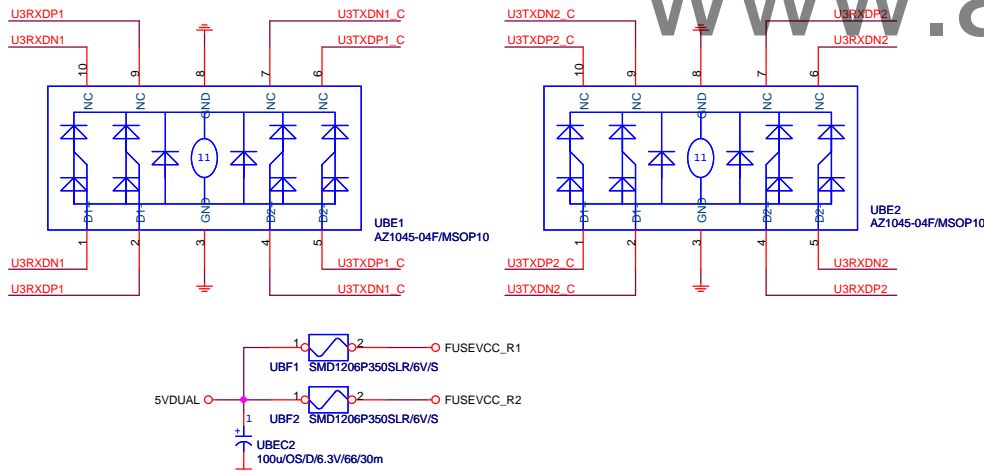 www.a
U3RXDP1 U3TXDN1_C U3TXDN2_C U3RXDP2
U3RXDN1 U3TXDP1_C U3TXDP2_C U3RXDN2
10 9 8 7 6 10 9 8 7 6
NC NC GND NC NC NC NC GND NC NC
11 11
D1+ D1- GND D2+ D2- D1+ D1- GND D2+ D2-
UBE1 UBE2
AZ1045-04F/MSOP10 AZ1045-04F/MSOP10
1 2 3 4 5 1 2 3 4 5
U3RXDN1 U3TXDP1_C U3TXDP2_C U3RXDN2
U3RXDP1 U3TXDN1_C U3TXDN2_C U3RXDP2
1 2 FUSEVCC_R1
UBF1 SMD1206P350SLR/6V/S
5VDUAL 1 2 FUSEVCC_R2
UBF2 SMD1206P350SLR/6V/S
1
+
UBEC2
100u/OS/D/6.3V/66/30m